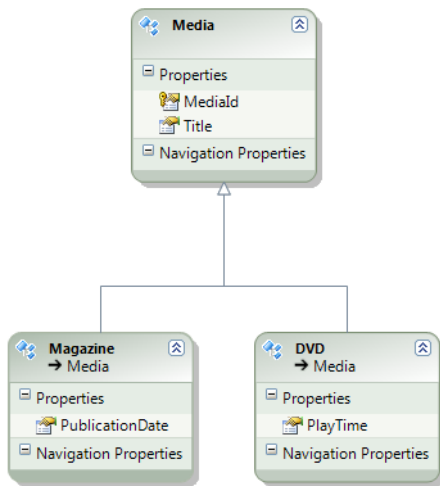 Media
Properties
MediaId
Title
Navigation Properties
Magazine
→ Media
Properties
PublicationDate
Navigation Properties
DVD
→ Media
Properties
PlayTime
Navigation Properties